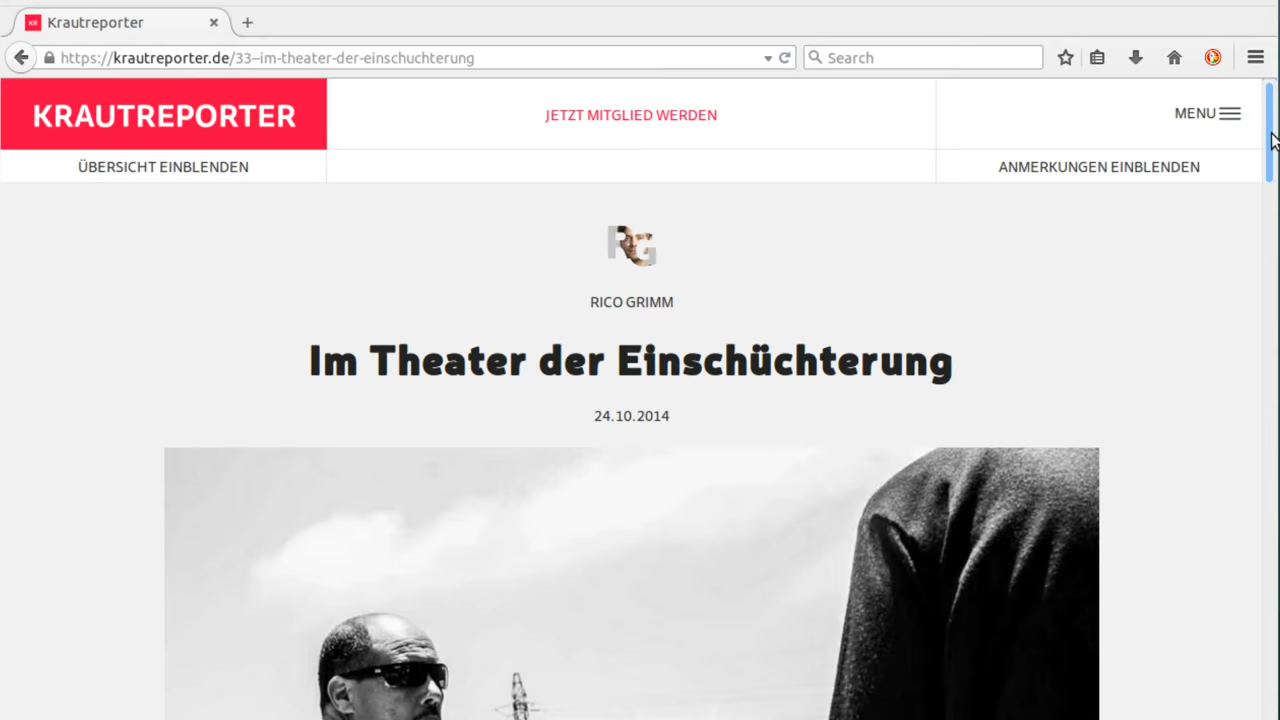 Krautreporter
https://krautreporter.de/33–im-theater-der-einschuchterung
Search
KRAUTREPORTER
JETZT MITGLIED WERDEN
MENU
ÜBERSICHT EINBLENDEN
ANMERKUNGEN EINBLENDEN
RG
RICO GRIMM
Im Theater der Einschüchterung
24.10.2014